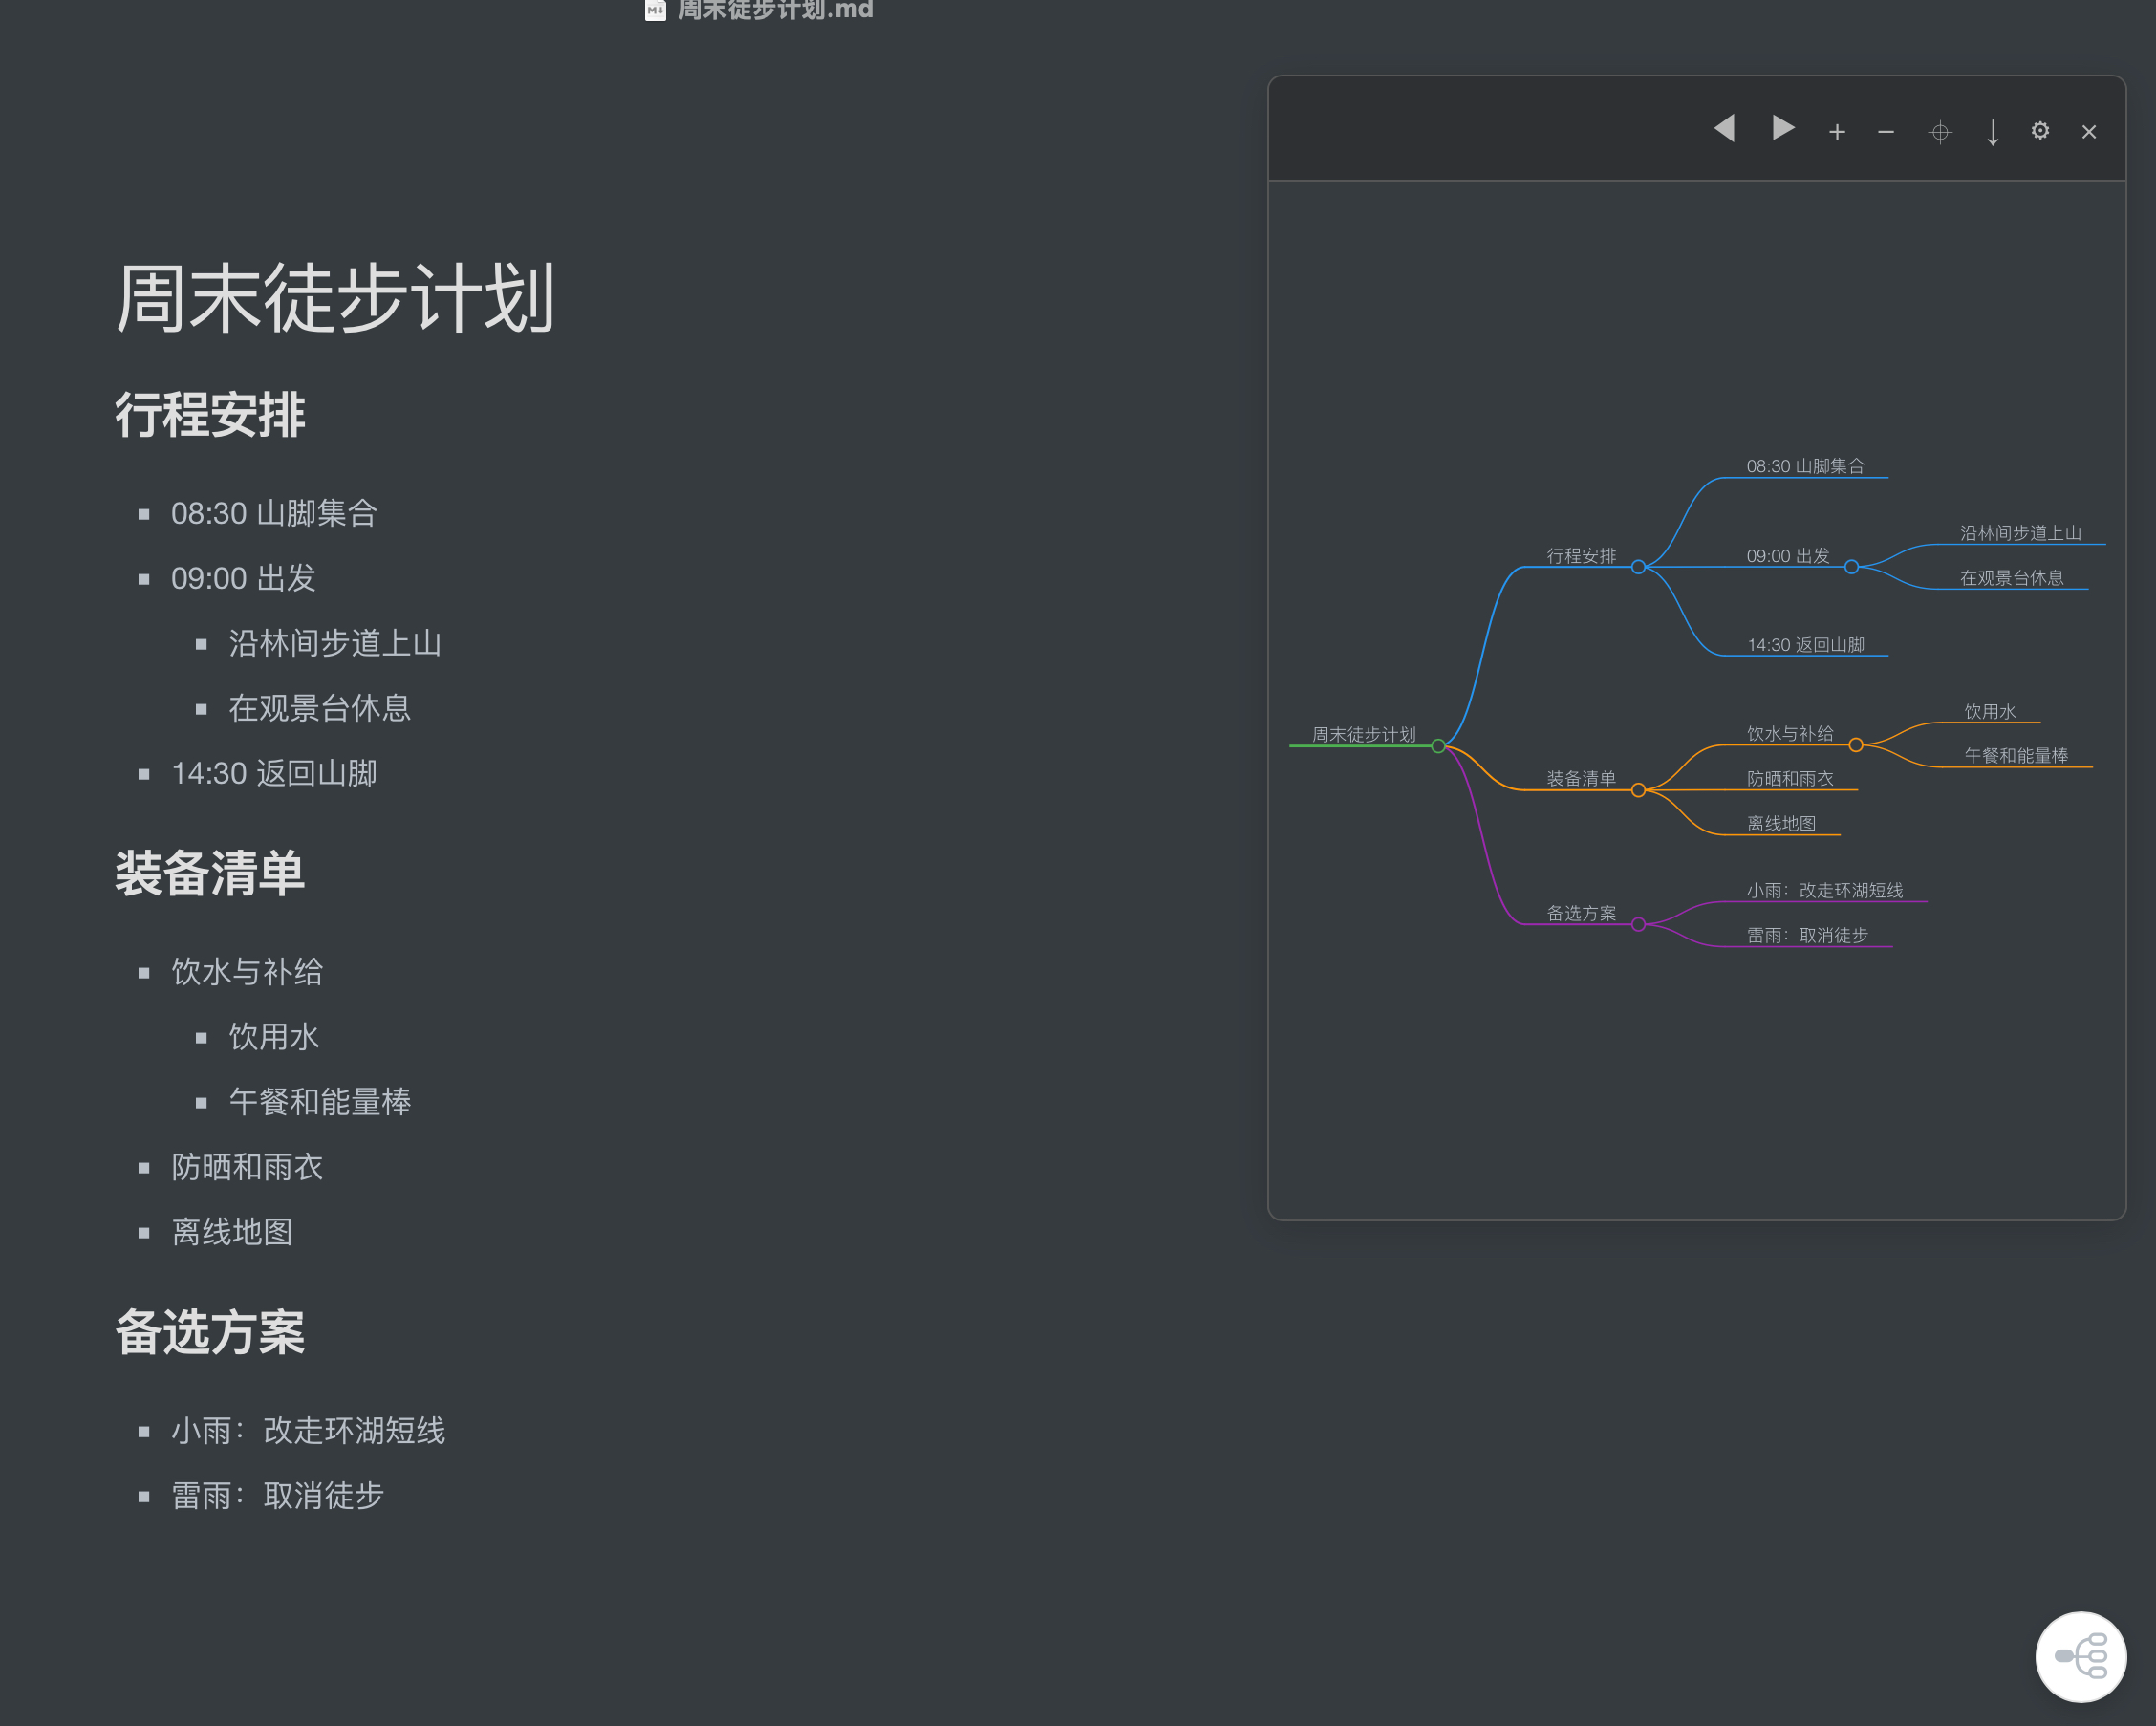 周末徒步计划.md
周末徒步计划
行程安排
08:30 山脚集合
09:00 出发
沿林间步道上山
在观景台休息
14:30 返回山脚
装备清单
饮水与补给
饮用水
午餐和能量棒
防晒和雨衣
离线地图
备选方案
小雨：改走环湖短线
雷雨：取消徒步
周末徒步计划
行程安排
08:30 山脚集合
09:00 出发
沿林间步道上山
在观景台休息
14:30 返回山脚
装备清单
饮水与补给
饮用水
午餐和能量棒
防晒和雨衣
离线地图
备选方案
小雨：改走环湖短线
雷雨：取消徒步